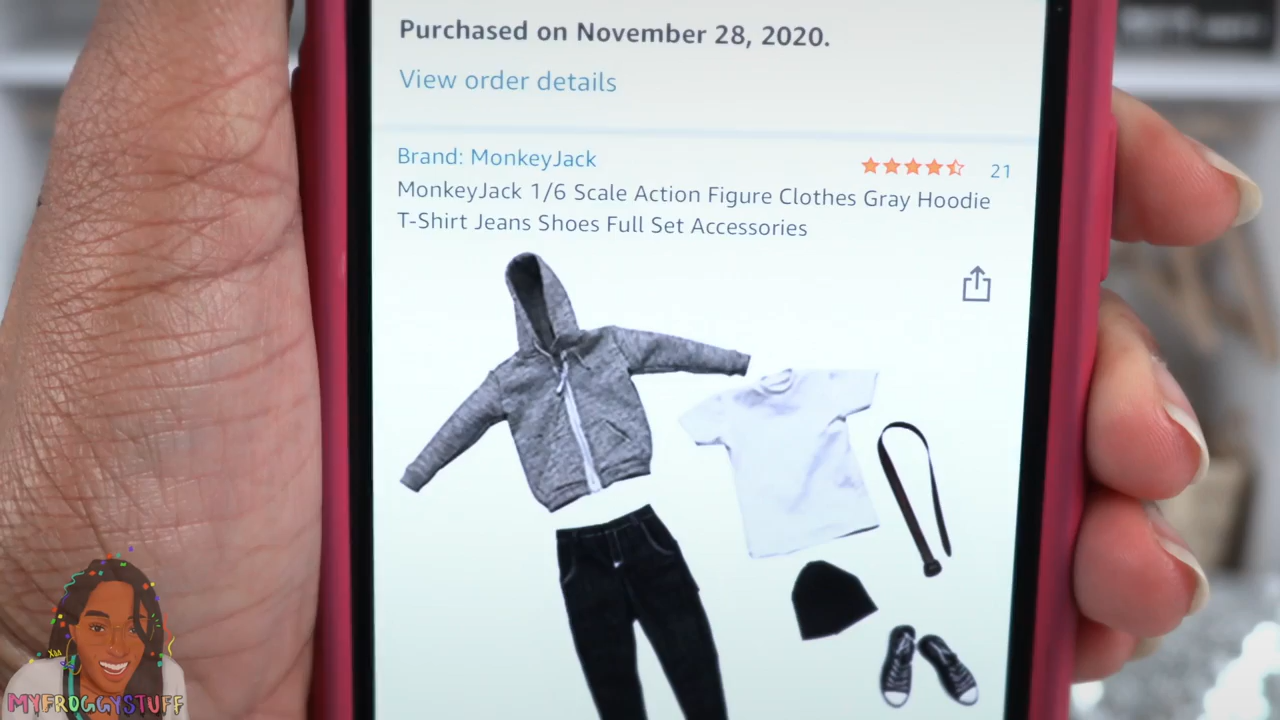 Purchased on November 28, 2020.
View order details
Brand: MonkeyJack
21
MonkeyJack 1/6 Scale Action Figure Clothes Gray Hoodie
T-Shirt Jeans Shoes Full Set Accessories
MYFROGGYSTUFF